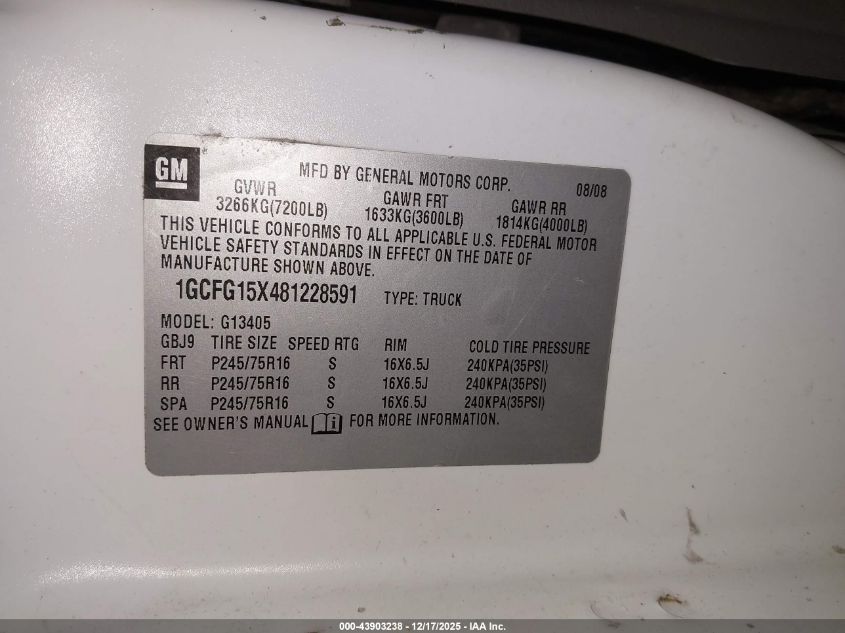 GM
MFD BY GENERAL MOTORS CORP. 08/08
GVWR GAWR FRT GAWR RR
3266KG(7200LB) 1633KG(3600LB) 1814KG(4000LB)
THIS VEHICLE CONFORMS TO ALL APPLICABLE U.S. FEDERAL MOTOR
VEHICLE SAFETY STANDARDS IN EFFECT ON THE DATE OF
MANUFACTURE SHOWN ABOVE.
1GCFG15X481228591 TYPE: TRUCK
MODEL: G13405
GBJ9 TIRE SIZE SPEED RTG RIM COLD TIRE PRESSURE
FRT P245/75R16 S 16X6.5J 240KPA(35PSI)
RR P245/75R16 S 16X6.5J 240KPA(35PSI)
SPA P245/75R16 S 16X6.5J 240KPA(35PSI)
SEE OWNER'S MANUAL i FOR MORE INFORMATION.
000-43903238 - 12/17/2025 - IAA Inc.